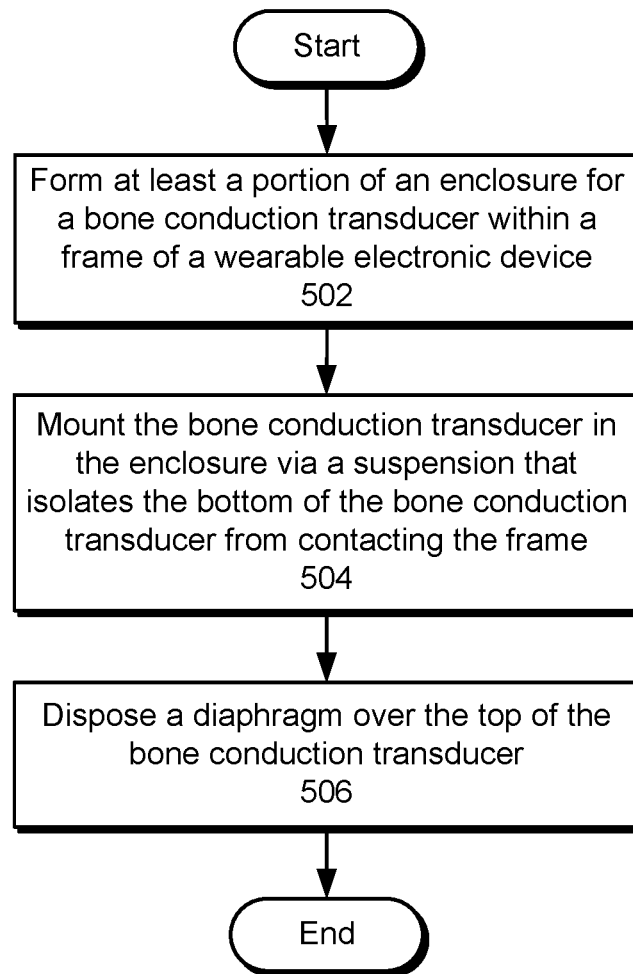 Start
Form at least a portion of an enclosure for
a bone conduction transducer within a
frame of a wearable electronic device
502
Mount the bone conduction transducer in
the enclosure via a suspension that
isolates the bottom of the bone conduction
transducer from contacting the frame
504
Dispose a diaphragm over the top of the
bone conduction transducer
506
End